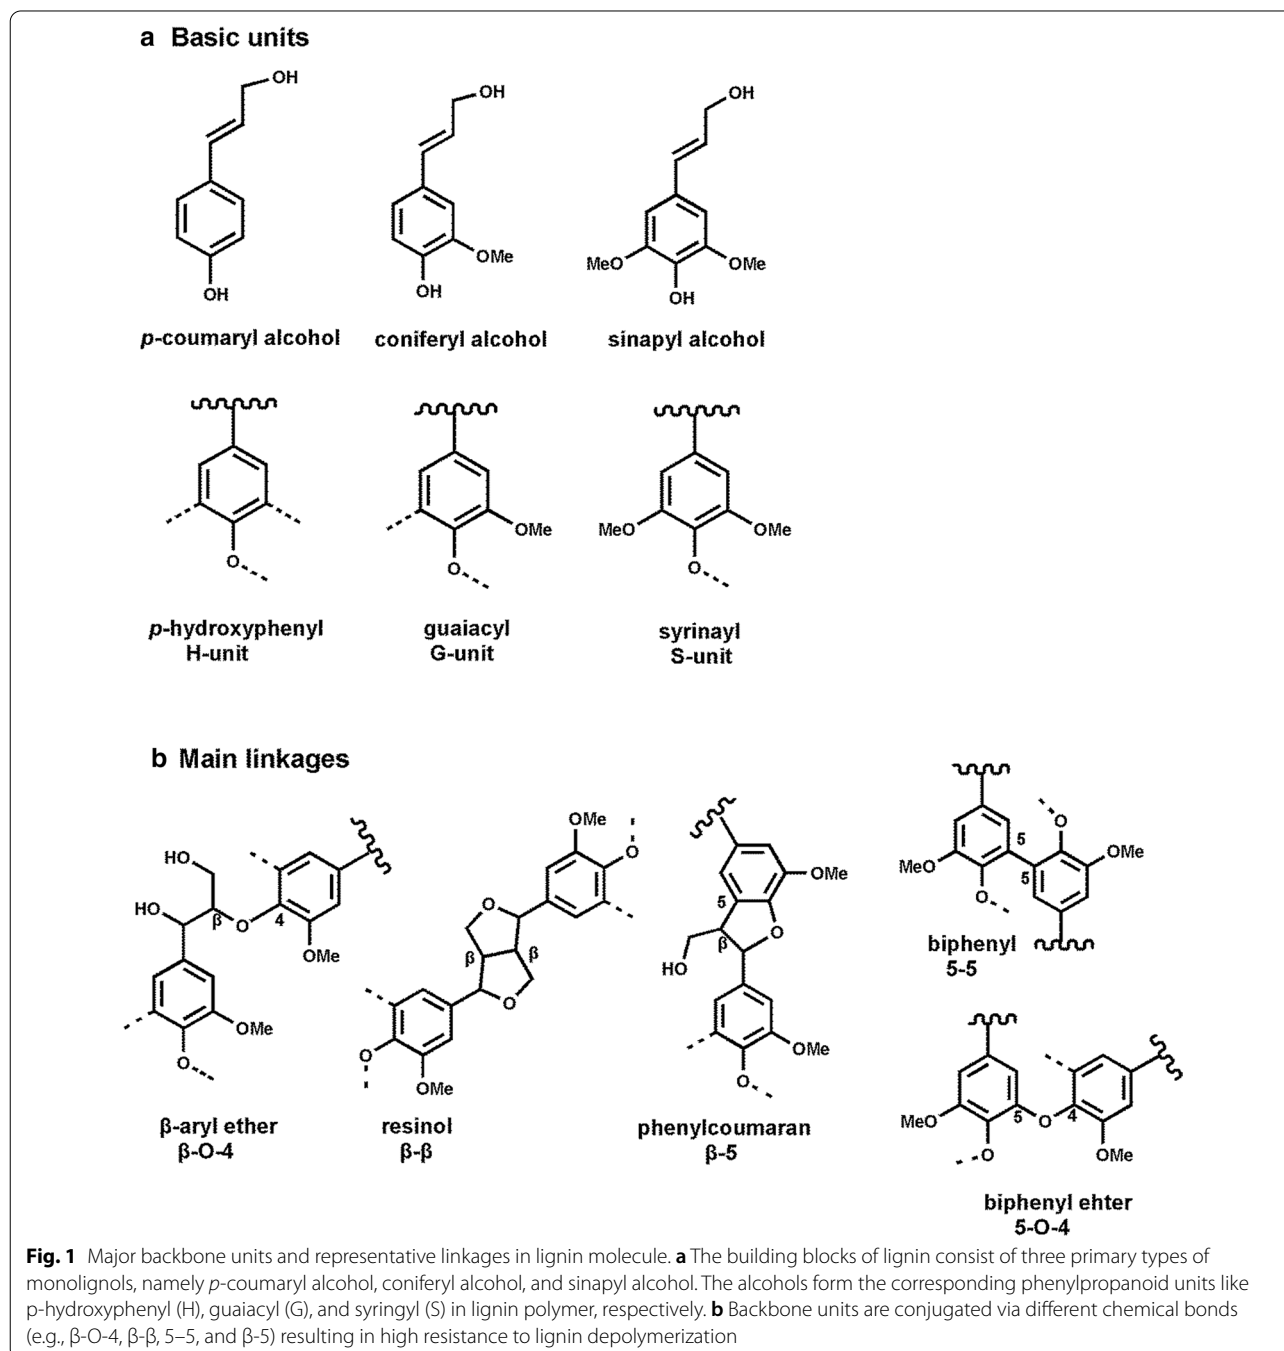 a Basic units
OH
OH
OH
OMe
MeO
OMe
OH
OH
OH
p-coumaryl alcohol
coniferyl alcohol
sinapyl alcohol
OMe
MeO
OMe
O
O
O
p-hydroxyphenyl
H-unit
guaiacyl
G-unit
syrinayl
S-unit
b Main linkages
HO
HO
β
O
4
OMe
OMe
O
β-aryl ether
β-O-4
OMe
O
O
β
β
O
O
OMe
resinol
β-β
OMe
5
O
β
HO
OMe
O
phenylcoumaran
β-5
O
5
OMe
MeO
5
O
biphenyl
5-5
MeO
5
O
4
O
OMe
biphenyl ehter
5-O-4
Fig. 1 Major backbone units and representative linkages in lignin molecule. a The building blocks of lignin consist of three primary types of
monolignols, namely p-coumaryl alcohol, coniferyl alcohol, and sinapyl alcohol. The alcohols form the corresponding phenylpropanoid units like
p-hydroxyphenyl (H), guaiacyl (G), and syringyl (S) in lignin polymer, respectively. b Backbone units are conjugated via different chemical bonds
(e.g., β-O-4, β-β, 5–5, and β-5) resulting in high resistance to lignin depolymerization